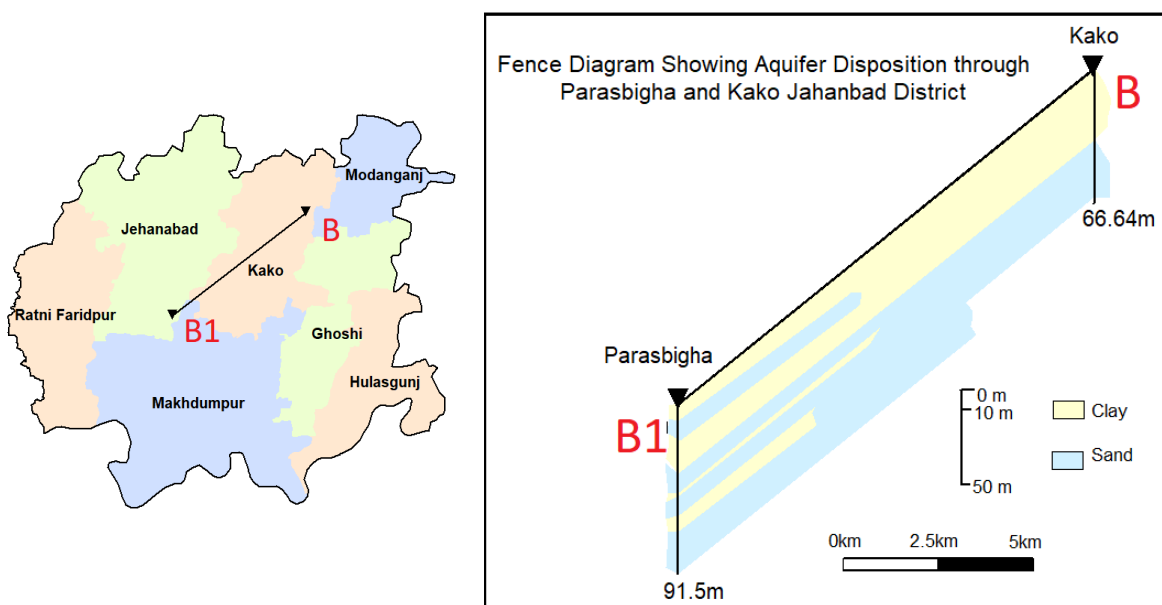 Modanganj
Jehanabad
B
Kako
Ratni Faridpur
B1
Ghoshi
Hulasgunj
Makhdumpur
Kako
Fence Diagram Showing Aquifer Disposition through
Parasbigha and Kako Jahanbad District
B
66.64m
Parasbigha
B1
0 m
10 m
50 m
Clay
Sand
0km 2.5km 5km
91.5m